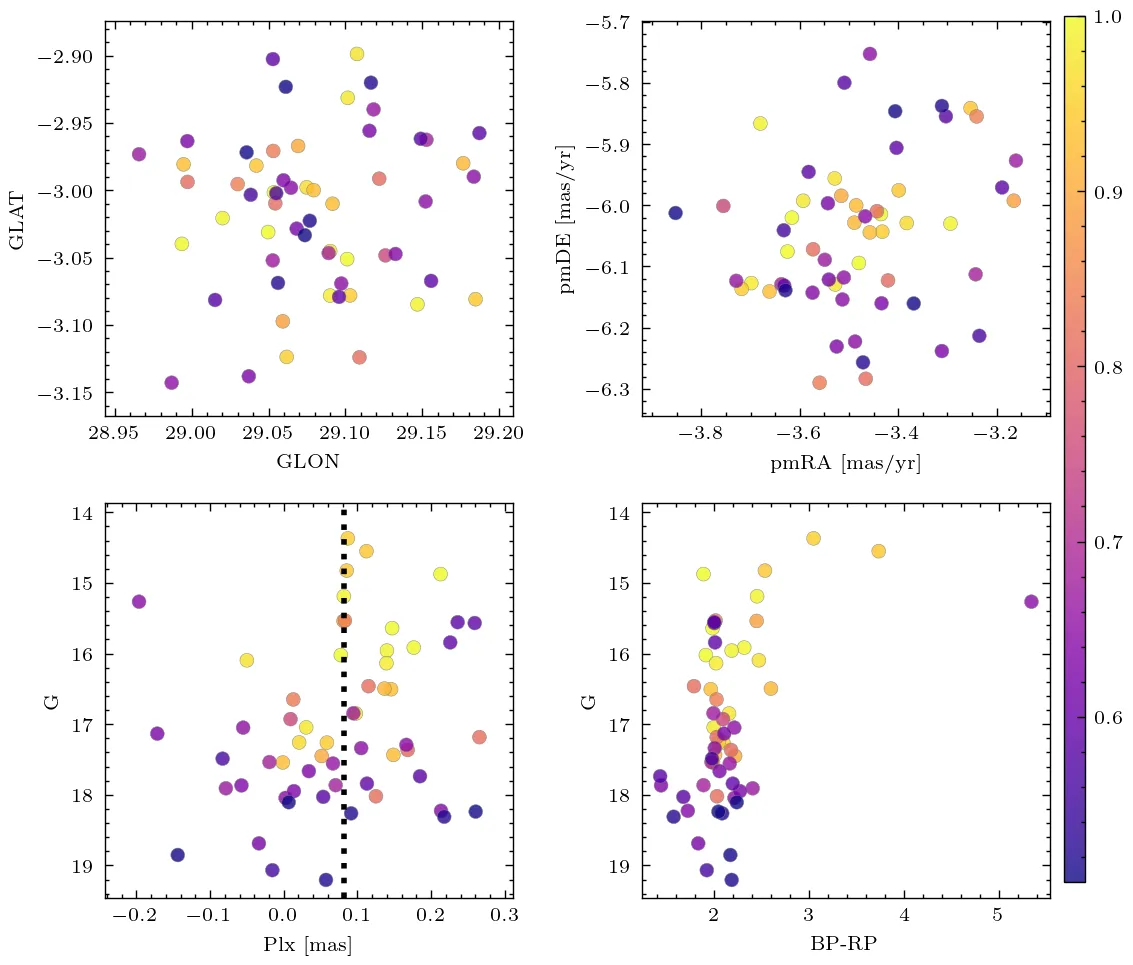 −2.90
−2.95
−3.00
−3.05
−3.10
−3.15
GLAT
28.95 29.00 29.05 29.10 29.15 29.20
GLON
−5.7
−5.8
−5.9
−6.0
−6.1
−6.2
−6.3
pmDE [mas/yr]
−3.8 −3.6 −3.4 −3.2
pmRA [mas/yr]
1.0
0.9
0.8
0.7
0.6
14
15
16
17
18
19
G
−0.2 −0.1 0.0 0.1 0.2 0.3
Plx [mas]
14
15
16
17
18
19
G
2 3 4 5
BP-RP